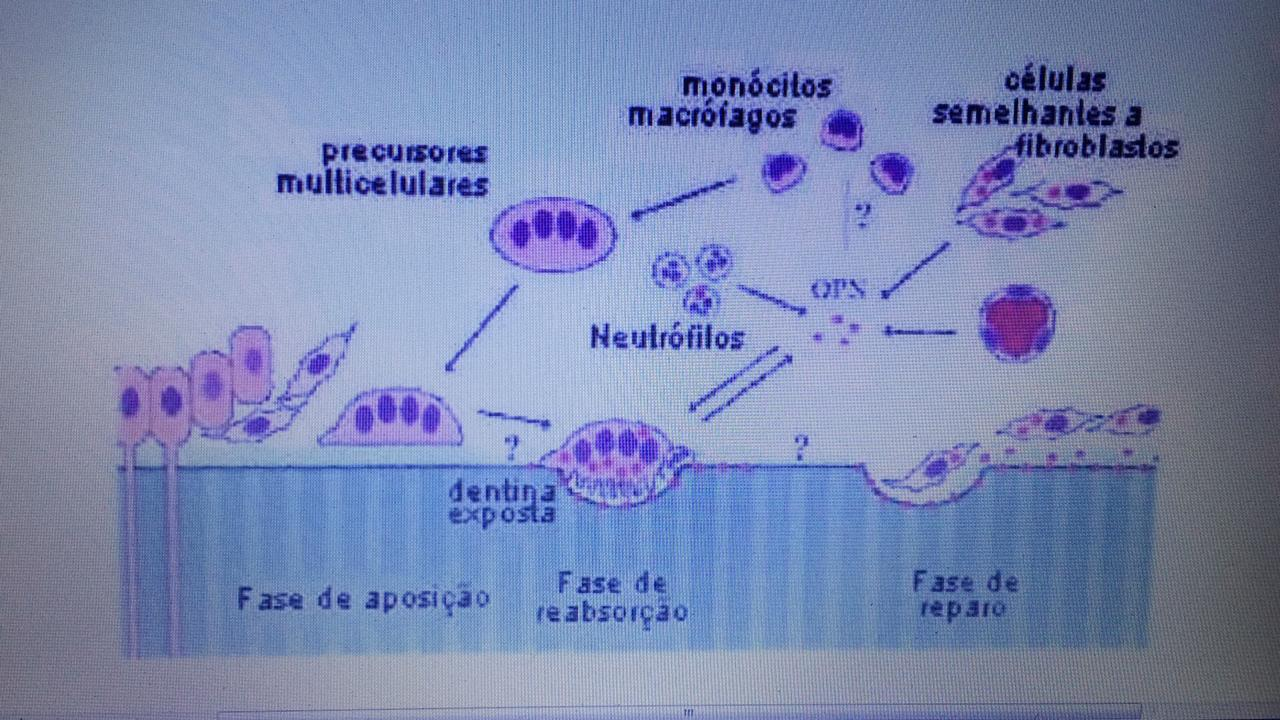 monócitos
macrófagos
células
semelhantes a
fibroblastos
precursores
multicelulares
?
OPN
Neutrófilos
?
?
dentina
exposta
Fase de aposição
Fase de
reabsorção
Fase de
reparo